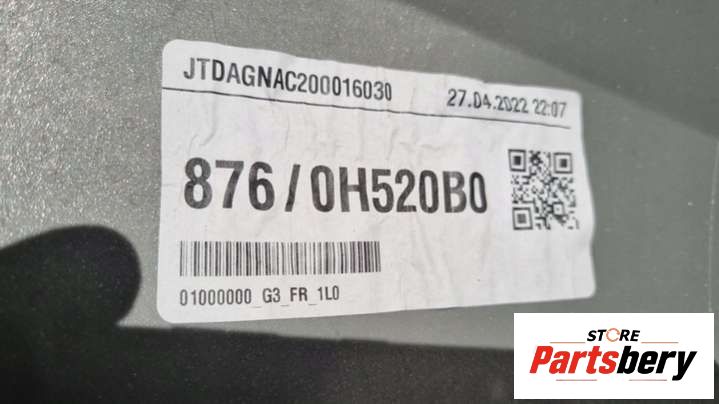 JTDAGNAC200016030
27.04.2022 22:07
876/0H520B0
01000000_G3_FR_1L0
STORE
Partsbery